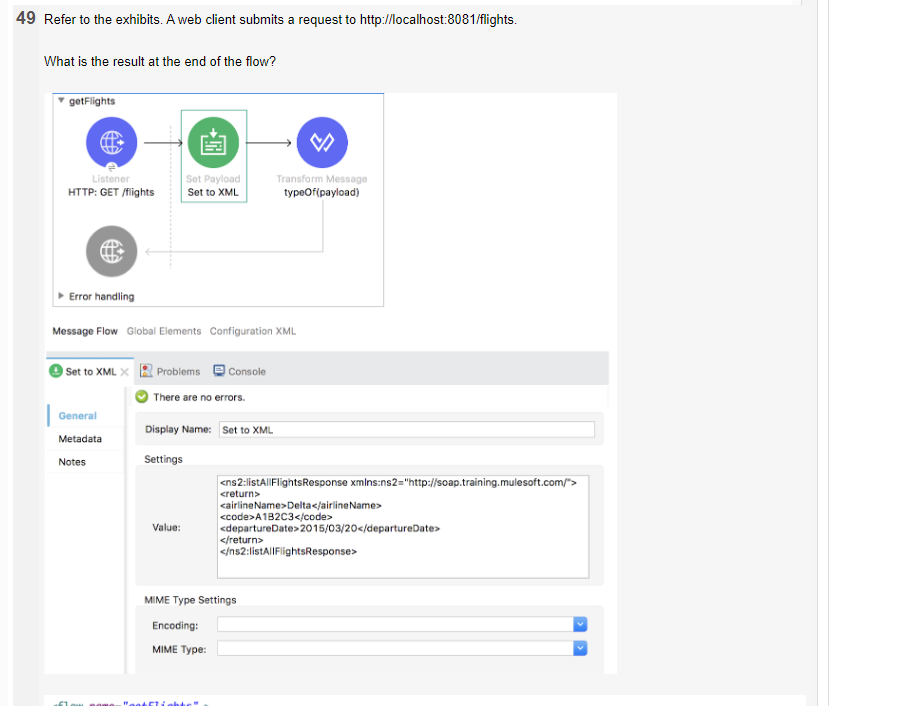 49 Refer to the exhibits. A web client submits a request to http://localhost:8081/flights.
What is the result at the end of the flow?
getFlights
Listener
HTTP: GET /flights
Set Payload
Set to XML
Transform Message
typeOf(payload)
Error handling
Message Flow Global Elements Configuration XML
Set to XML Problems Console
There are no errors.
General
Metadata
Notes
Display Name: Set to XML
Settings
Value:
<ns2:listAllFlightsResponse xmlns:ns2="http://soap.training.mulesoft.com/">
<return>
<airlineName>Delta</airlineName>
<code>A1B2C3</code>
<departureDate>2015/03/20</departureDate>
</return>
</ns2:listAllFlightsResponse>
MIME Type Settings
Encoding:
MIME Type:
<flow name="getFlights" >